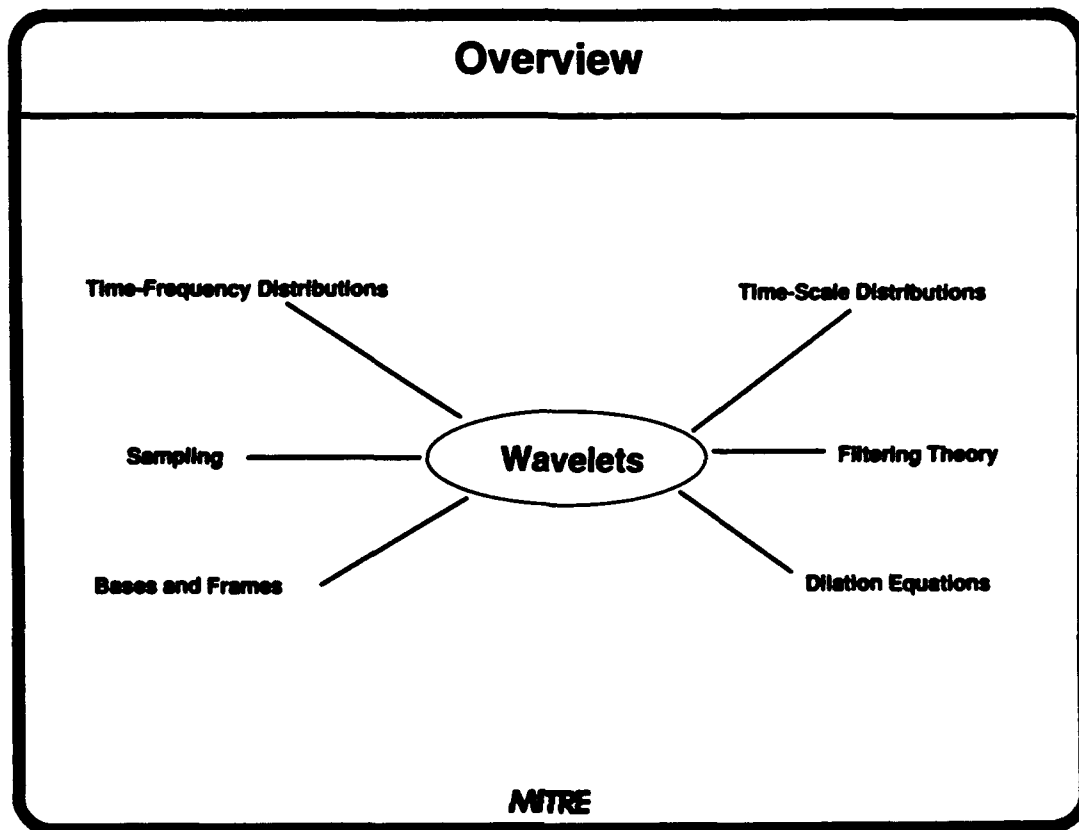 Overview
Time-Frequency Distributions
Time-Scale Distributions
Sampling
Wavelets
Filtering Theory
Bases and Frames
Dilation Equations
MITRE